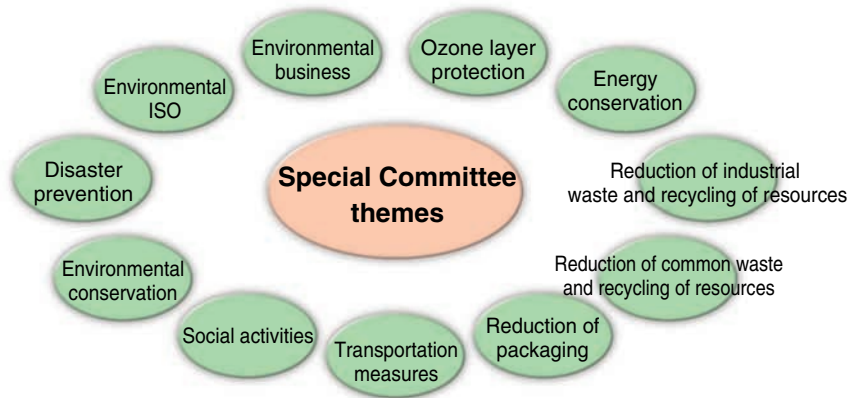 Environmental
business
Ozone layer
protection
Energy
conservation
Reduction of industrial
waste and recycling of resources
Reduction of common waste
and recycling of resources
Reduction of
packaging
Transportation
measures
Social activities
Environmental
conservation
Disaster
prevention
Environmental
ISO
Special Committee
themes